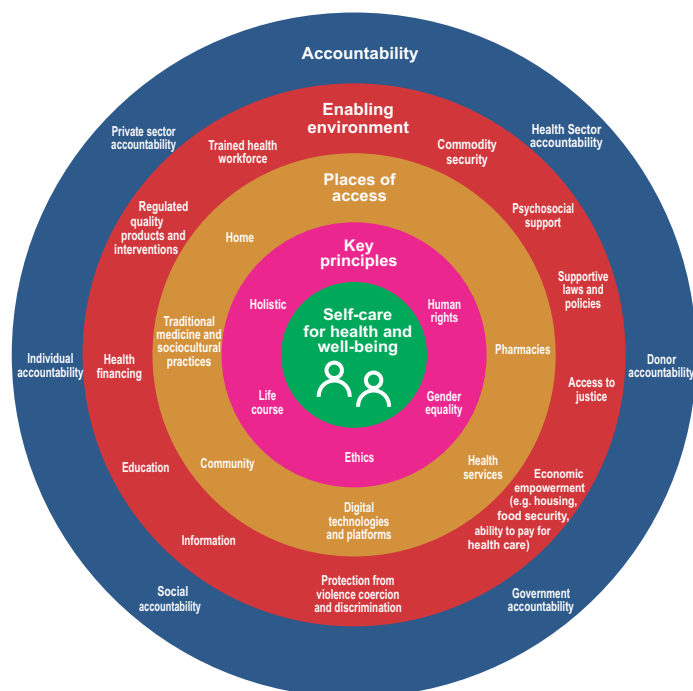 Accountability
Private sector
accountability
Health Sector
accountability
Individual
accountability
Donor
accountability
Social
accountability
Government
accountability
Enabling
environment
Trained health
workforce
Commodity
security
Regulated
quality
products and
interventions
Psychosocial
support
Supportive
laws and
policies
Health
financing
Access to
justice
Education
Economic
empowerment
(e.g. housing,
food security,
ability to pay for
health care)
Information
Protection from
violence coercion
and discrimination
Places of
access
Home
Traditional
medicine and
sociocultural
practices
Pharmacies
Community
Health
services
Digital
technologies
and platforms
Key
principles
Holistic
Human
rights
Life
course
Gender
equality
Ethics
Self-care
for health and
well-being